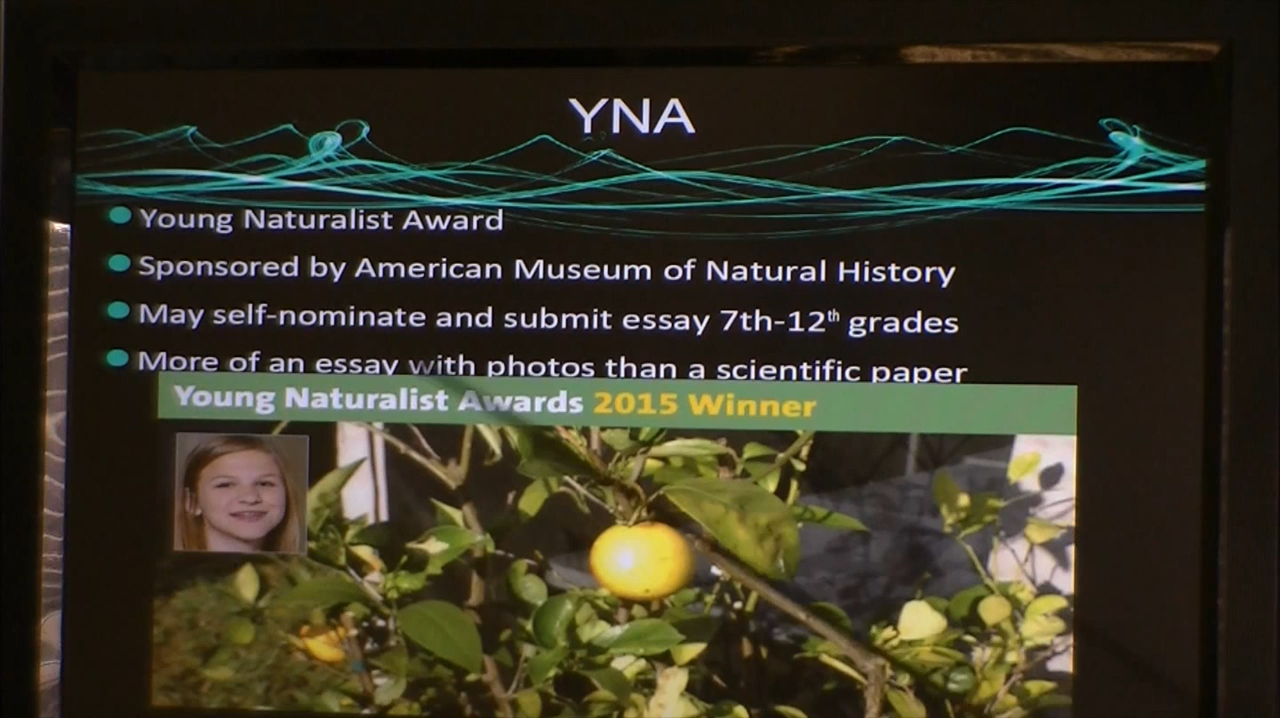 YNA
Young Naturalist Award
Sponsored by American Museum of Natural History
May self-nominate and submit essay 7th-12th grades
More of an essay with photos than a scientific paper
Young Naturalist Awards 2015 Winner